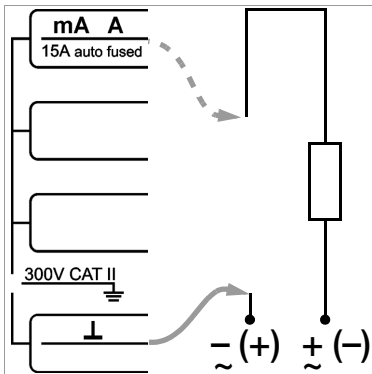 mA A
15A auto fused
300V CAT II
⊥
− (+) + (−)
~ ~